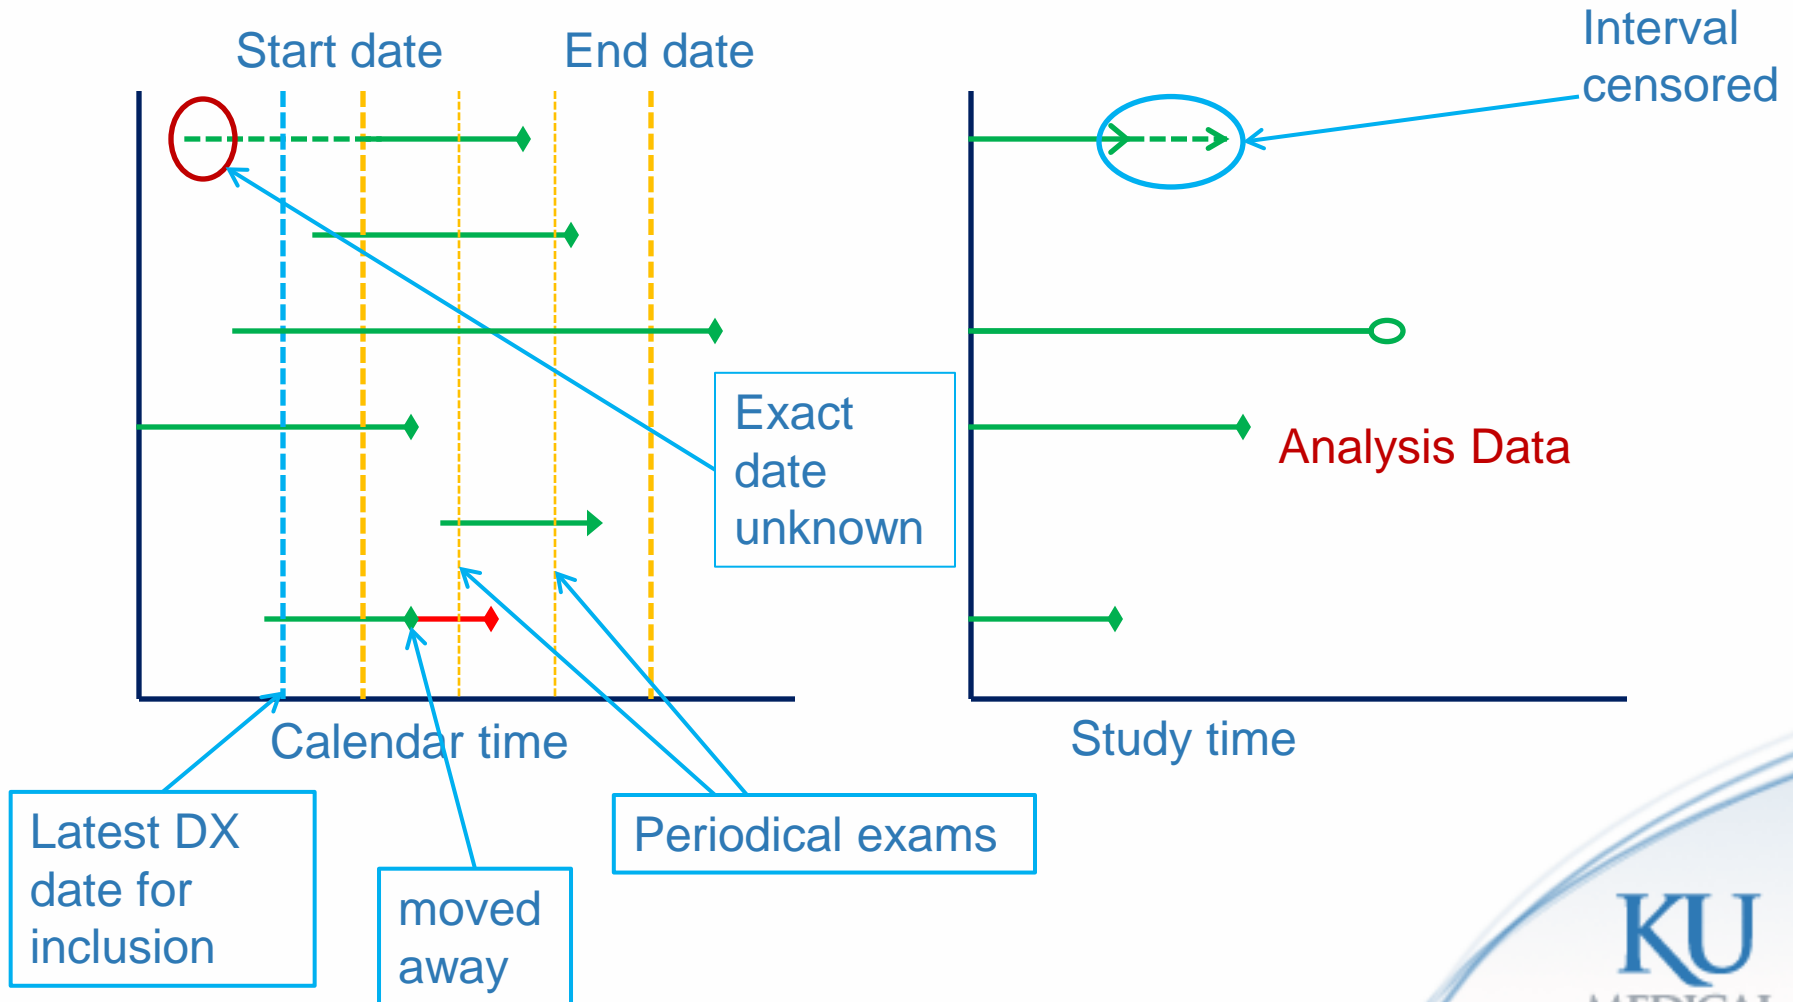 Start date
End date
Interval
censored
Exact
date
unknown
Analysis Data
Calendar time
Study time
Latest DX
date for
inclusion
moved
away
Periodical exams
KU
MEDICAL